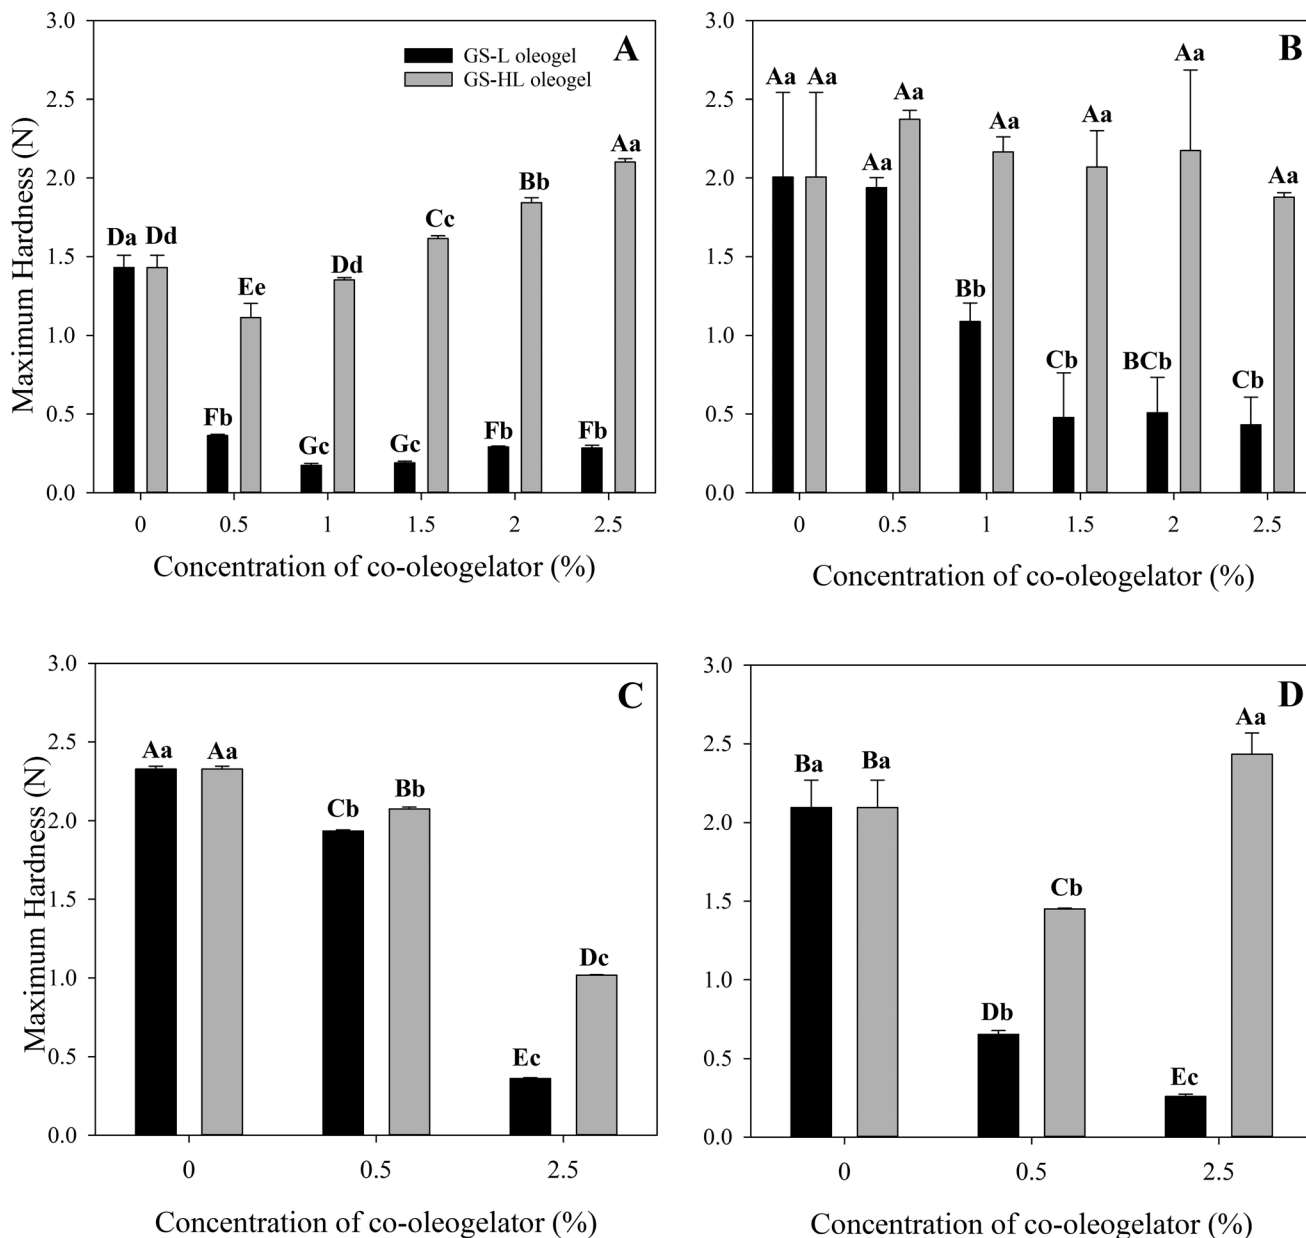 A
GS-L oleogel
GS-HL oleogel
Maximum Hardness (N)
3.0
2.5
2.0
1.5
1.0
0.5
0.0
Da Dd
Fb
Ee
Gc
Dd
Gc
Cc
Fb
Bb
Fb
Aa
0 0.5 1 1.5 2 2.5
Concentration of co-oleogelator (%)
B
3.0
2.5
2.0
1.5
1.0
0.5
0.0
Aa Aa
Aa
Aa
Bb
Aa
Cb
Aa
BCb
Aa
Cb
Aa
0 0.5 1 1.5 2 2.5
Concentration of co-oleogelator (%)
C
Maximum Hardness (N)
3.0
2.5
2.0
1.5
1.0
0.5
0.0
Aa Aa
Cb
Bb
Ec
Dc
0 0.5 2.5
Concentration of co-oleogelator (%)
D
3.0
2.5
2.0
1.5
1.0
0.5
0.0
Ba Ba
Db
Cb
Ec
Aa
0 0.5 2.5
Concentration of co-oleogelator (%)